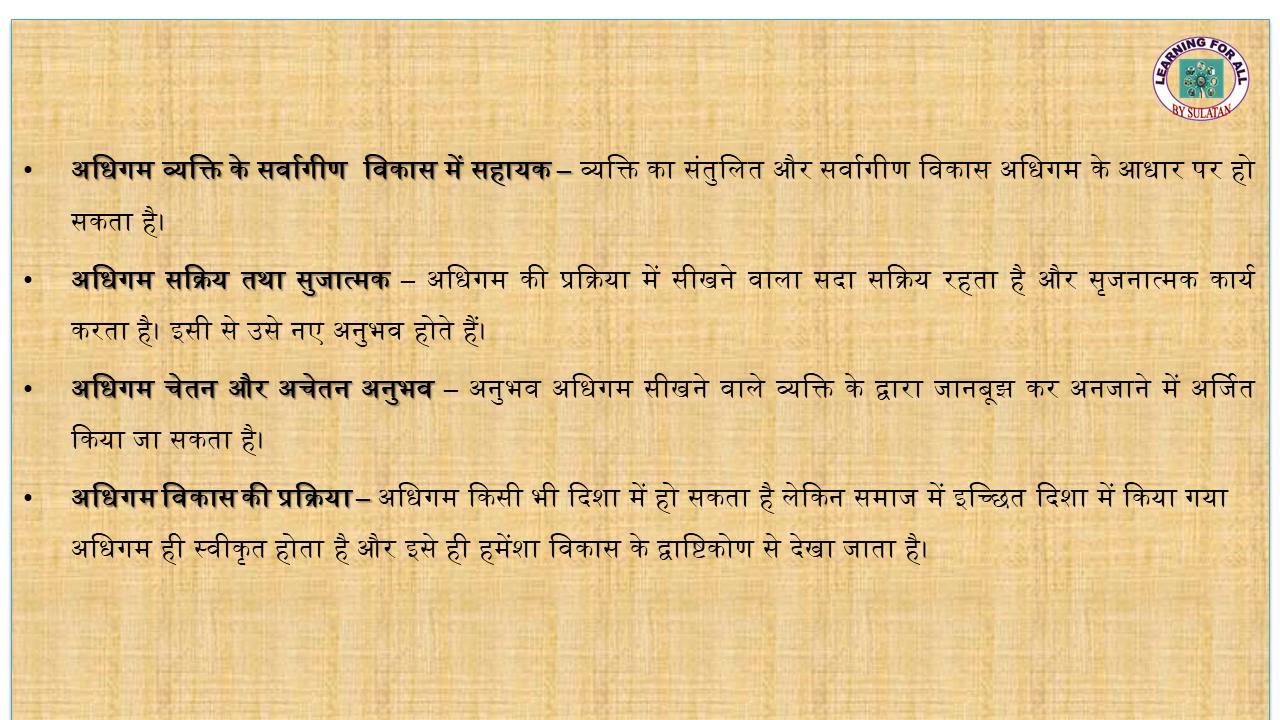 LEARNING FOR ALL
BY SULATAN
• अधिगम व्यक्ति के सर्वागीण विकास में सहायक – व्यक्ति का संतुलित और सर्वागीण विकास अधिगम के आधार पर हो
सकता है।
• अधिगम सक्रिय तथा सुजात्मक – अधिगम की प्रक्रिया में सीखने वाला सदा सक्रिय रहता है और सृजनात्मक कार्य
करता है। इसी से उसे नए अनुभव होते हैं।
• अधिगम चेतन और अचेतन अनुभव – अनुभव अधिगम सीखने वाले व्यक्ति के द्वारा जानबूझ कर अनजाने में अर्जित
किया जा सकता है।
• अधिगम विकास की प्रक्रिया – अधिगम किसी भी दिशा में हो सकता है लेकिन समाज में इच्छित दिशा में किया गया
अधिगम ही स्वीकृत होता है और इसे ही हमेंशा विकास के द्वाष्टिकोण से देखा जाता है।